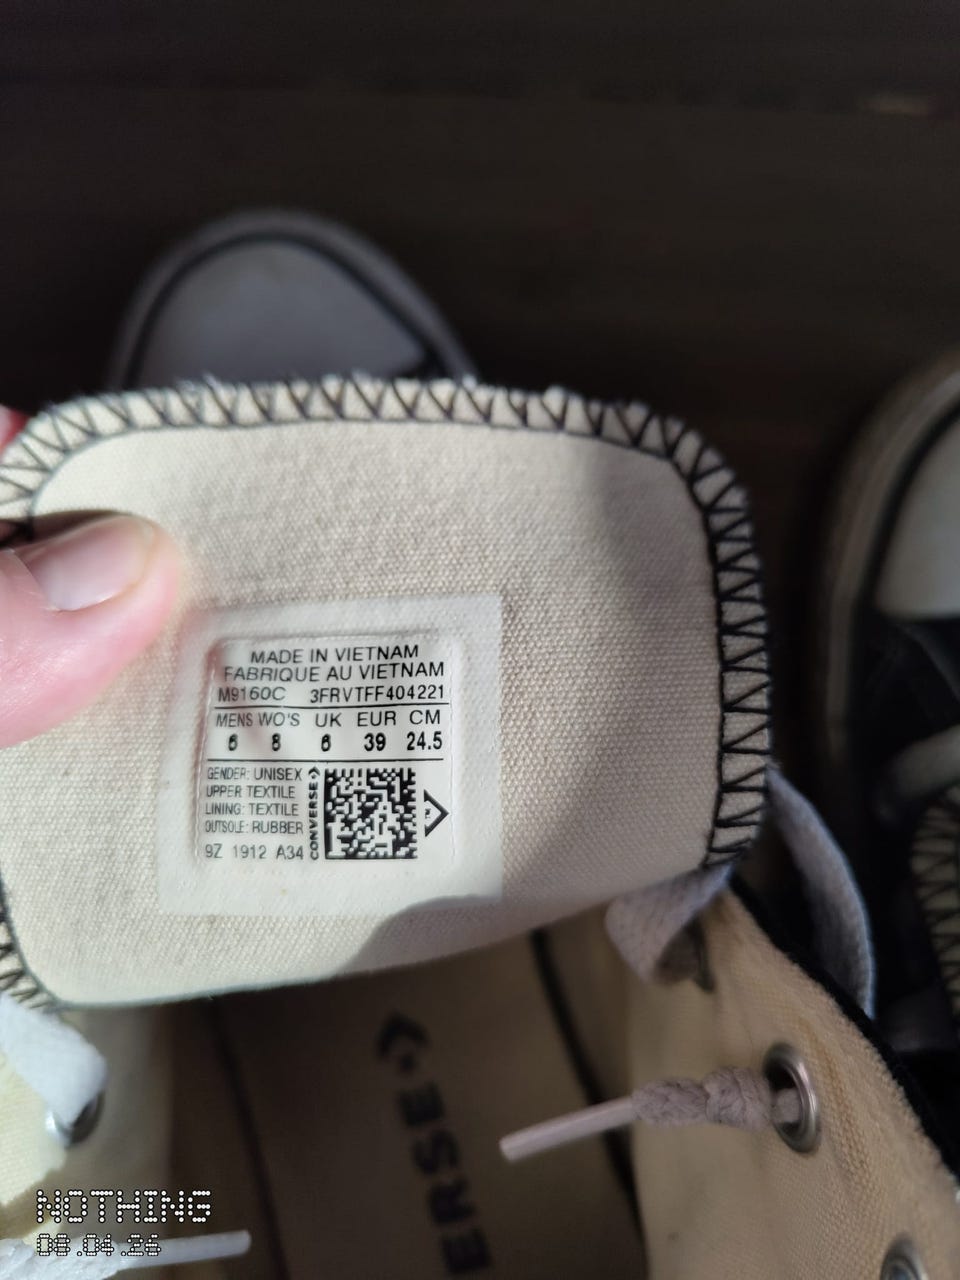 MADE IN VIETNAM
FABRIQUE AU VIETNAM
M9160C 3FRVTFF404221
MENS WO'S UK EUR CM
6 8 6 39 24.5
GENDER: UNISEX
UPPER TEXTILE
LINING: TEXTILE
OUTSOLE: RUBBER
9Z 1912 A34
CONVERSE
ERSE
NOTHING
08.04.26